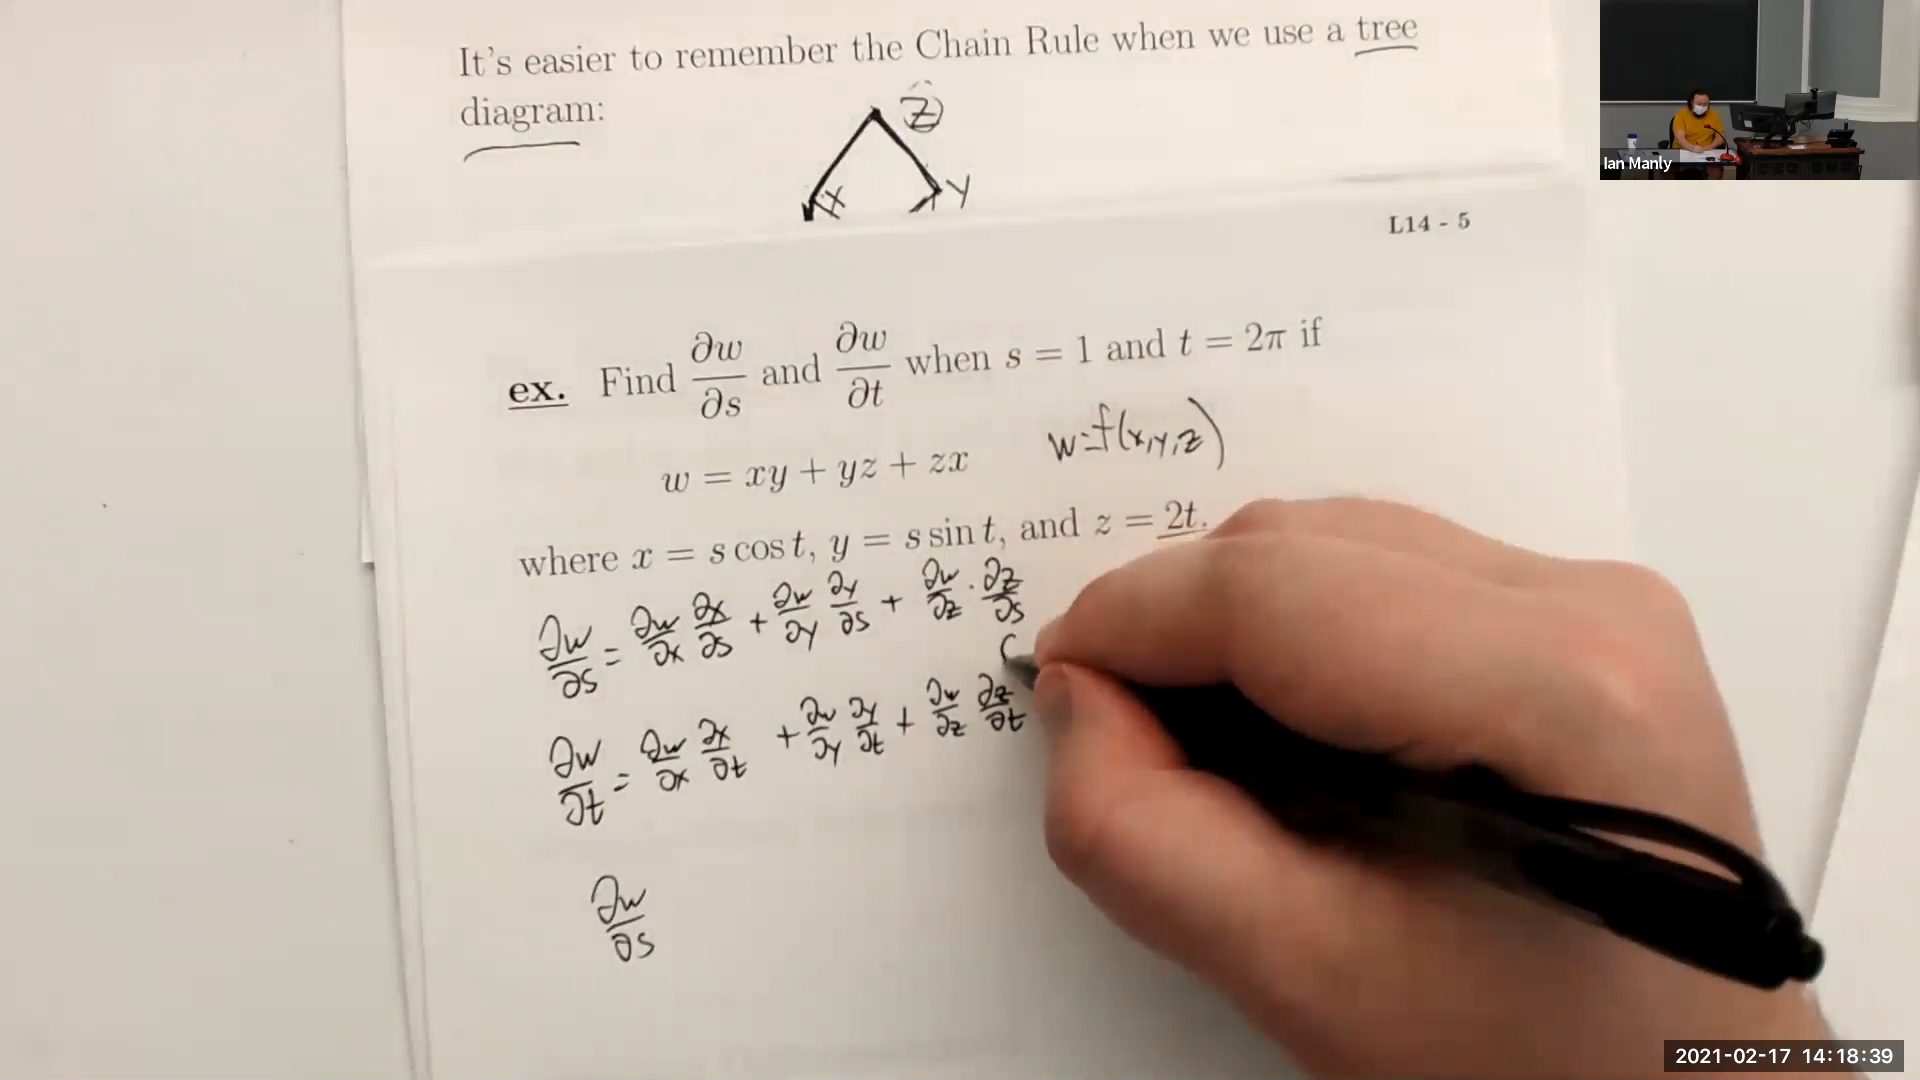 It's easier to remember the Chain Rule when we use a tree
diagram:
Z
X
Y
L14 - 5
ex. Find ∂w/∂s and ∂w/∂t when s = 1 and t = 2π if
w = xy + yz + zx
w=f(x,y,z)
where x = s cos t, y = s sin t, and z = 2t.
∂w/∂s = ∂w/∂x ∂x/∂s + ∂w/∂y ∂y/∂s + ∂w/∂z · ∂z/∂s
∂w/∂t = ∂w/∂x ∂x/∂t + ∂w/∂y ∂y/∂t + ∂w/∂z ∂z/∂t
∂w/∂s
Ian Manly
2021-02-17 14:18:39